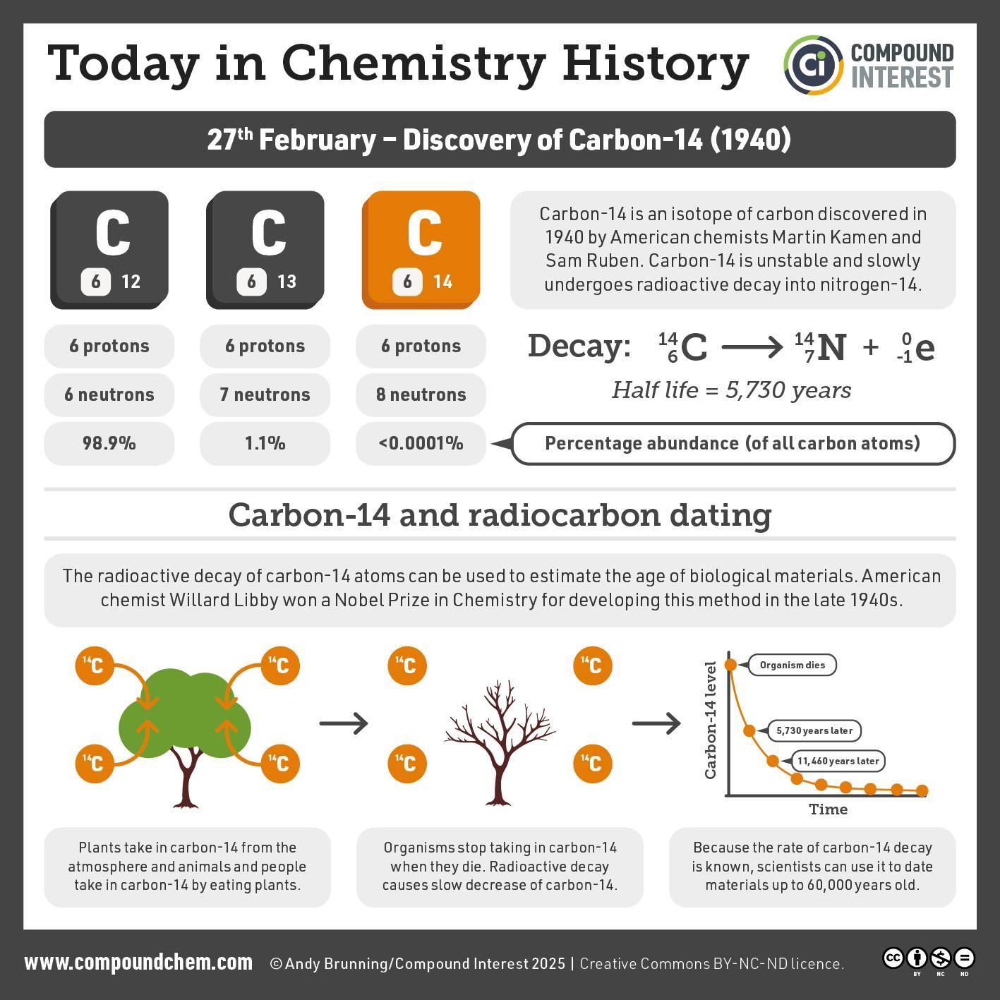 Today in Chemistry History
Ci
COMPOUND
INTEREST
27th February – Discovery of Carbon-14 (1940)
C
6 12
C
6 13
C
6 14
6 protons
6 protons
6 protons
6 neutrons
7 neutrons
8 neutrons
98.9%
1.1%
<0.0001%
Carbon-14 is an isotope of carbon discovered in
1940 by American chemists Martin Kamen and
Sam Ruben. Carbon-14 is unstable and slowly
undergoes radioactive decay into nitrogen-14.
Decay: ¹⁴₆C ⟶ ¹⁴₇N + ⁰₋₁e
Half life = 5,730 years
Percentage abundance (of all carbon atoms)
Carbon-14 and radiocarbon dating
The radioactive decay of carbon-14 atoms can be used to estimate the age of biological materials. American
chemist Willard Libby won a Nobel Prize in Chemistry for developing this method in the late 1940s.
¹⁴C
¹⁴C
¹⁴C
¹⁴C
Plants take in carbon-14 from the
atmosphere and animals and people
take in carbon-14 by eating plants.
¹⁴C
¹⁴C
¹⁴C
¹⁴C
Organisms stop taking in carbon-14
when they die. Radioactive decay
causes slow decrease of carbon-14.
Carbon-14 level
Organism dies
5,730 years later
11,460 years later
Time
Because the rate of carbon-14 decay
is known, scientists can use it to date
materials up to 60,000 years old.
www.compoundchem.com
© Andy Brunning/Compound Interest 2025 | Creative Commons BY-NC-ND licence.
cc
BY
NC
ND